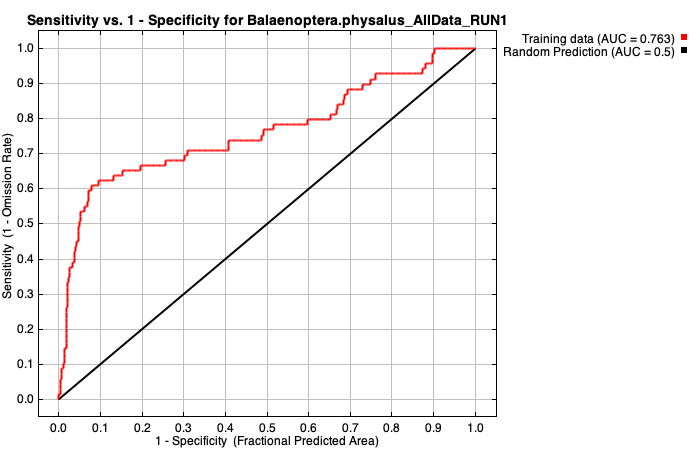 Sensitivity vs. 1 - Specificity for Balaenoptera.physalus_AllData_RUN1
Training data (AUC = 0.763)
Random Prediction (AUC = 0.5)
Sensitivity (1 - Omission Rate)
1.0
0.9
0.8
0.7
0.6
0.5
0.4
0.3
0.2
0.1
0.0
0.0 0.1 0.2 0.3 0.4 0.5 0.6 0.7 0.8 0.9 1.0
1 - Specificity (Fractional Predicted Area)